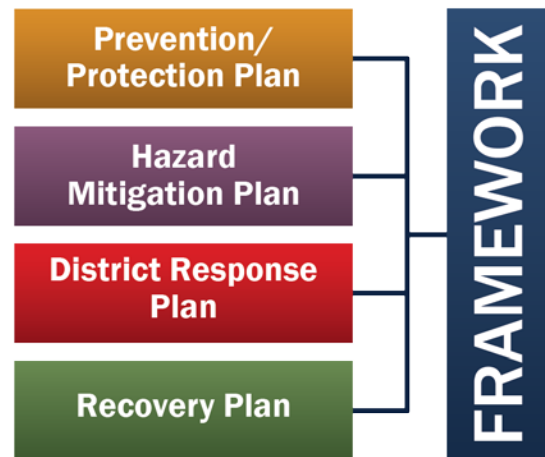 Prevention/
Protection Plan
Hazard
Mitigation Plan
District Response
Plan
Recovery Plan
FRAMEWORK